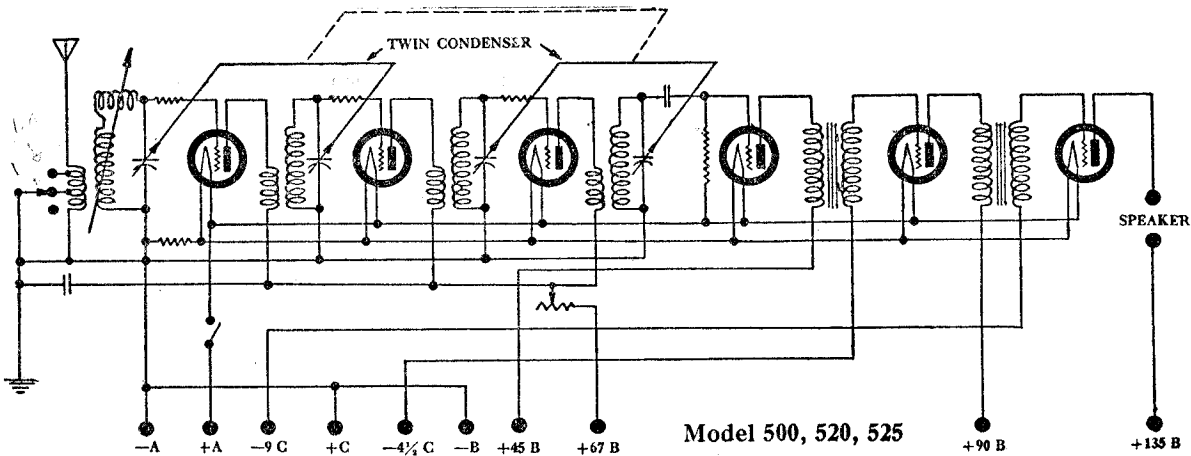 TWIN CONDENSER
SPEAKER
—A
+A
—9 C
+C
—4½ C
—B
+45 B
+67 B
Model 500, 520, 525
+90 B
+135 B